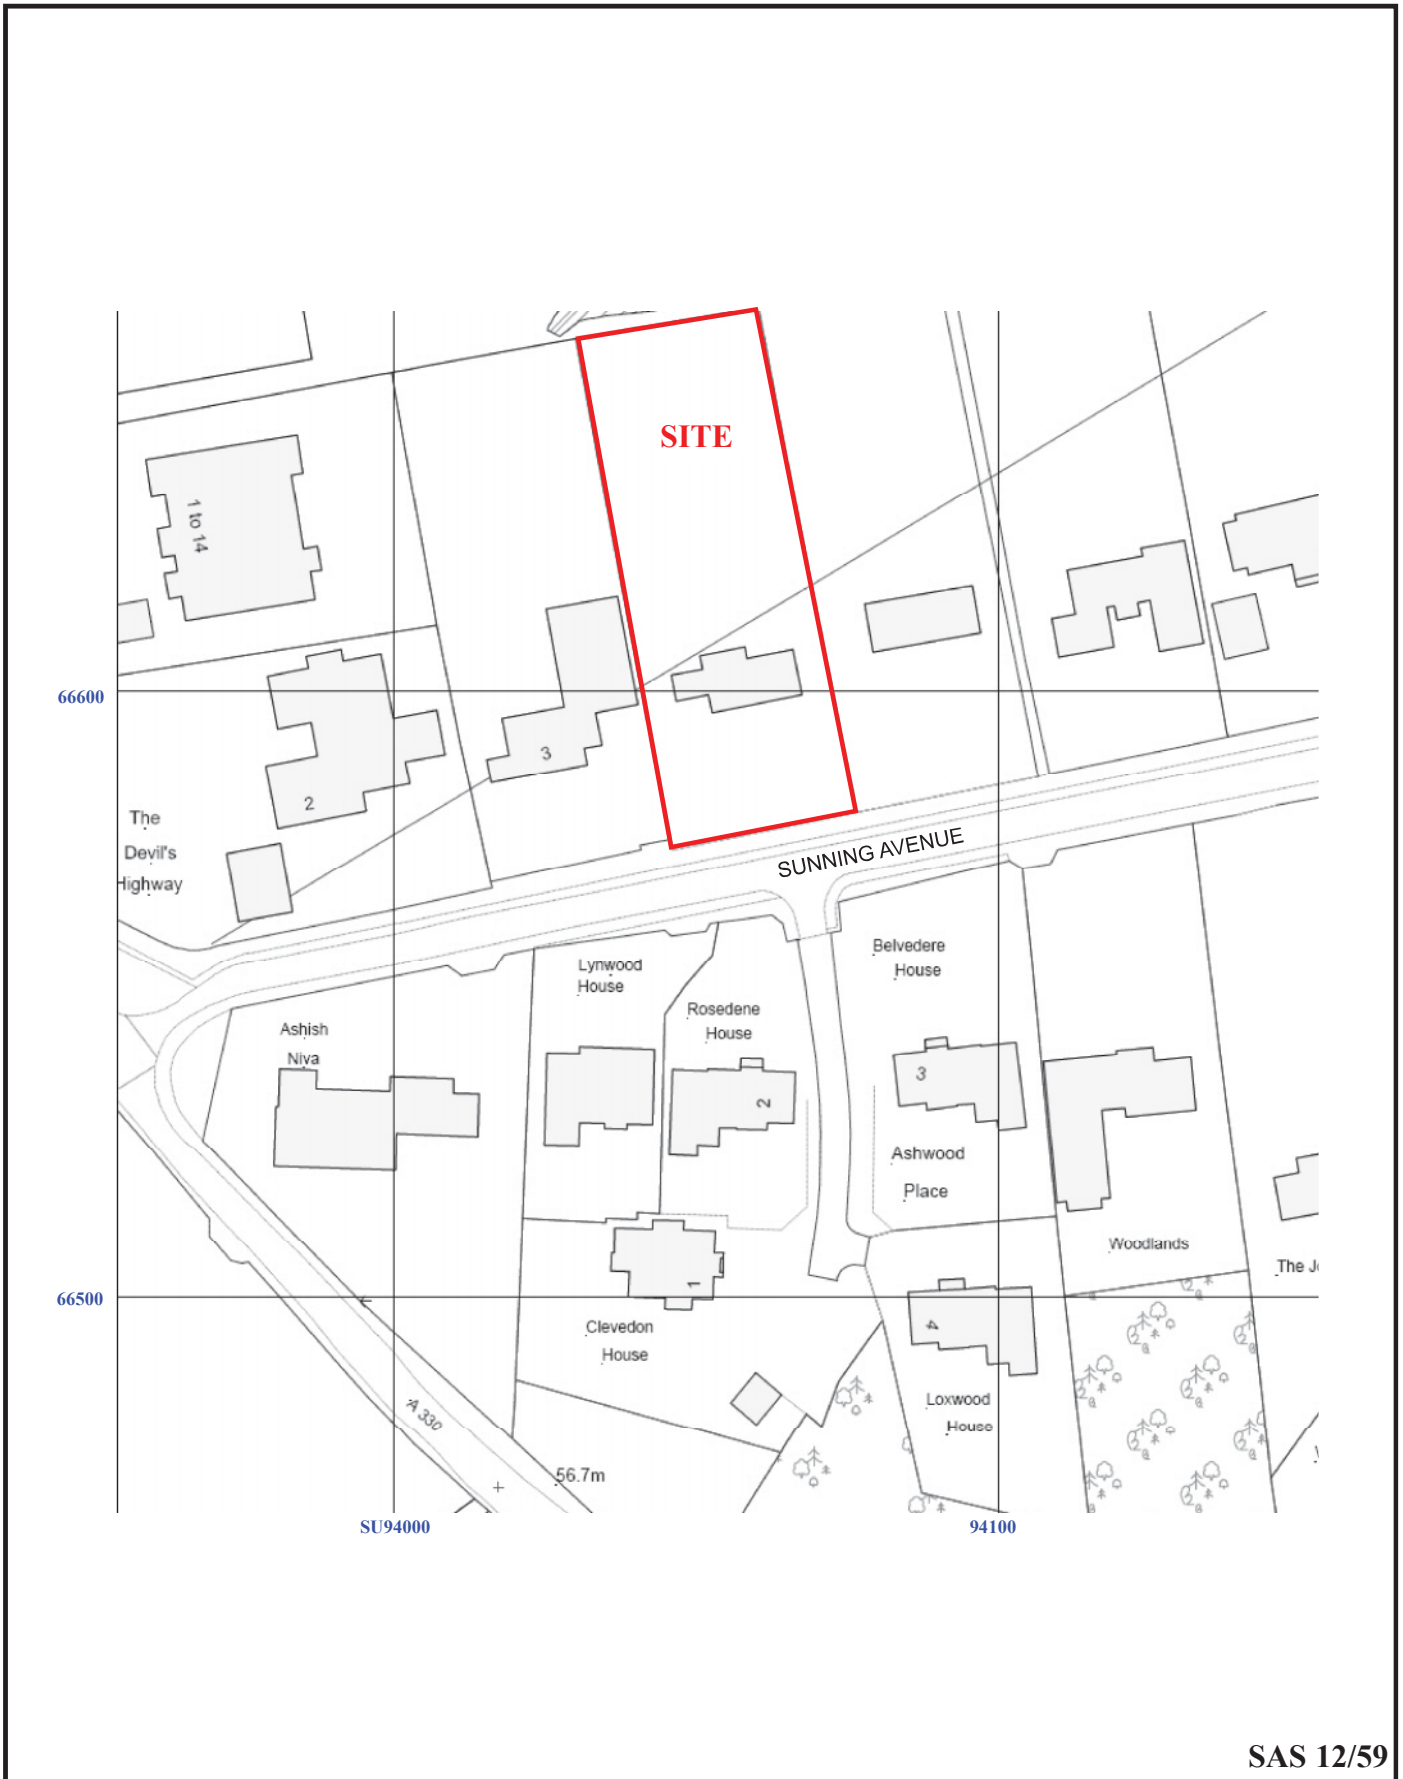 SITE
1 to 14
66600
3
2
The
Devil's
Highway
SUNNING AVENUE
Belvedere
House
Lynwood
House
Rosedene
House
Ashish
Niva
3
2
Ashwood
Place
Woodlands
1
The
66500
4
Clevedon
House
Loxwood
House
A 330
56.7m
SU94000
94100
SAS 12/59